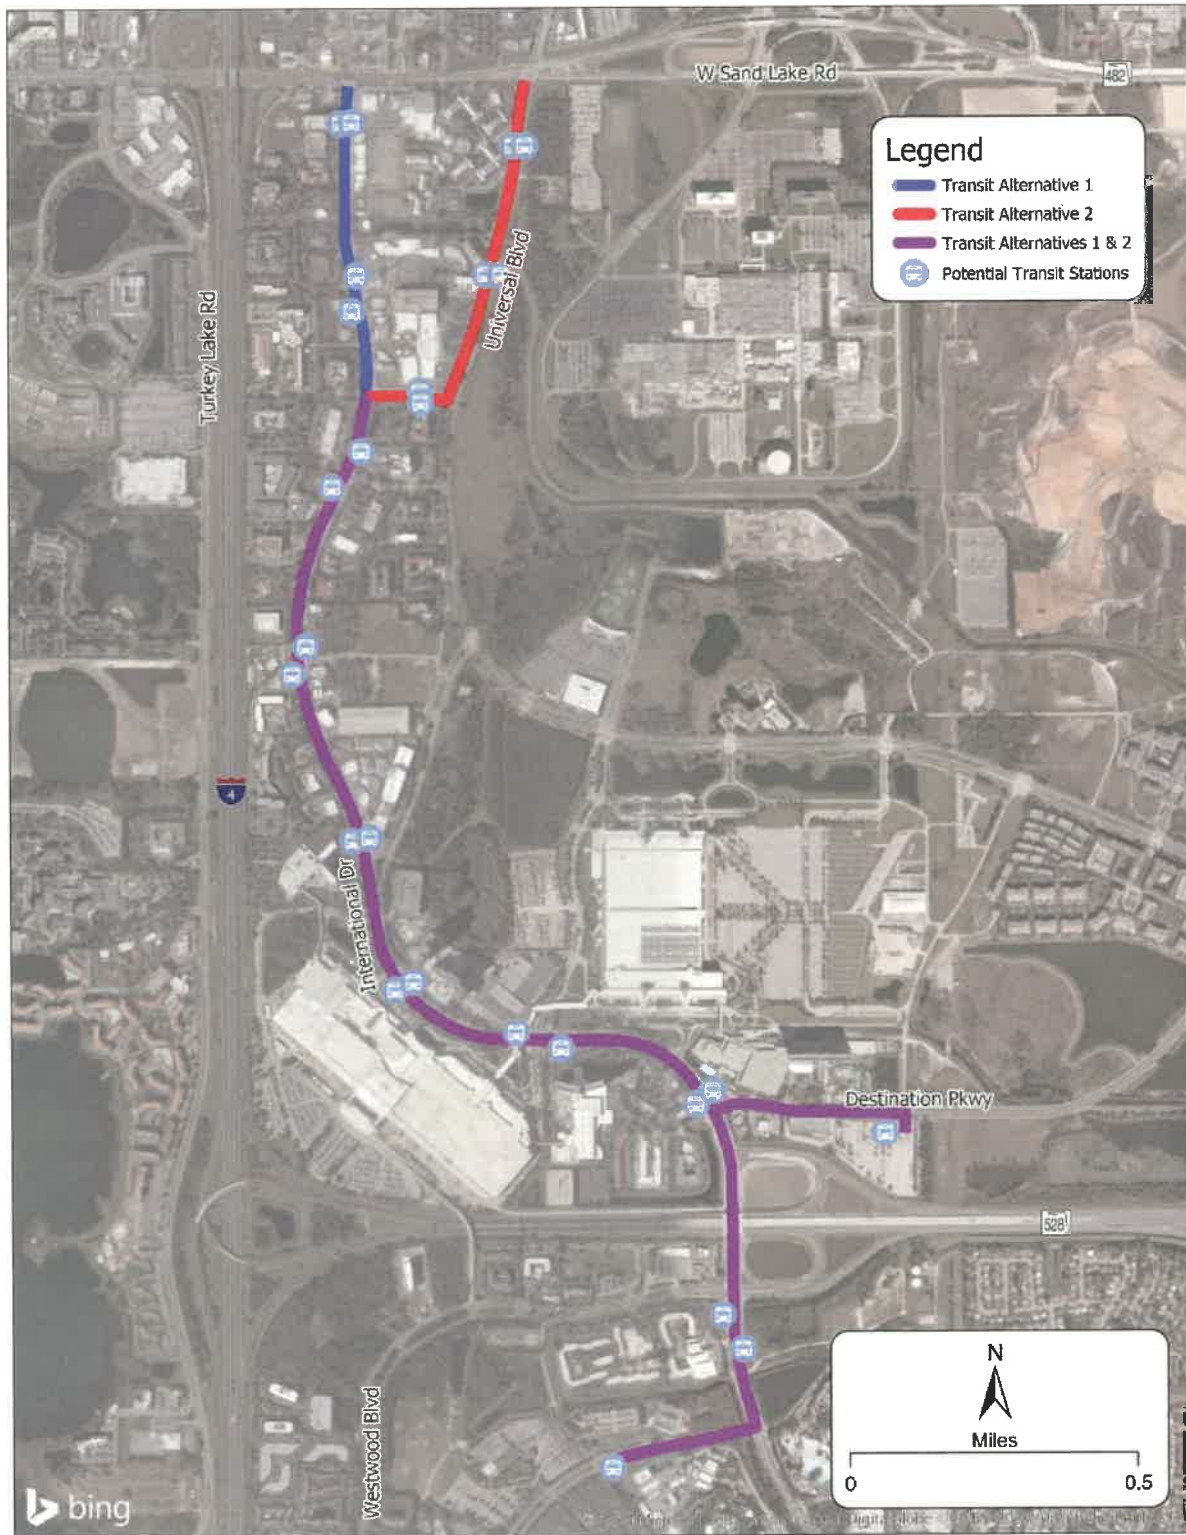 W Sand Lake Rd
482
Legend
Transit Alternative 1
Transit Alternative 2
Transit Alternatives 1 & 2
Potential Transit Stations
Universal Blvd
Turkey Lake Rd
4
International Dr
Destination Pkwy
528
Westwood Blvd
N
Miles
0 0.5
bing